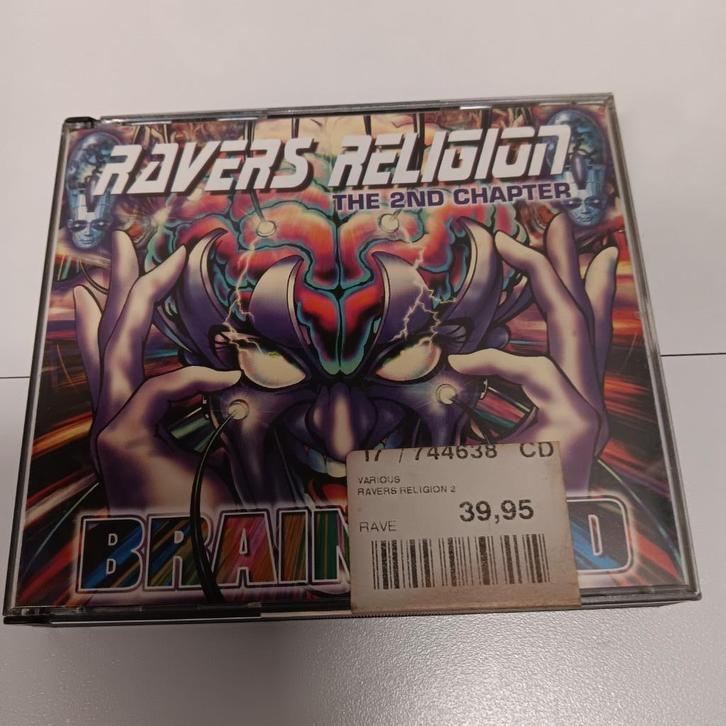 RAVERS RELIGION
THE 2ND CHAPTER
17 / 744638 CD
VARIOUS
RAVERS RELIGION 2
RAVE 39,95